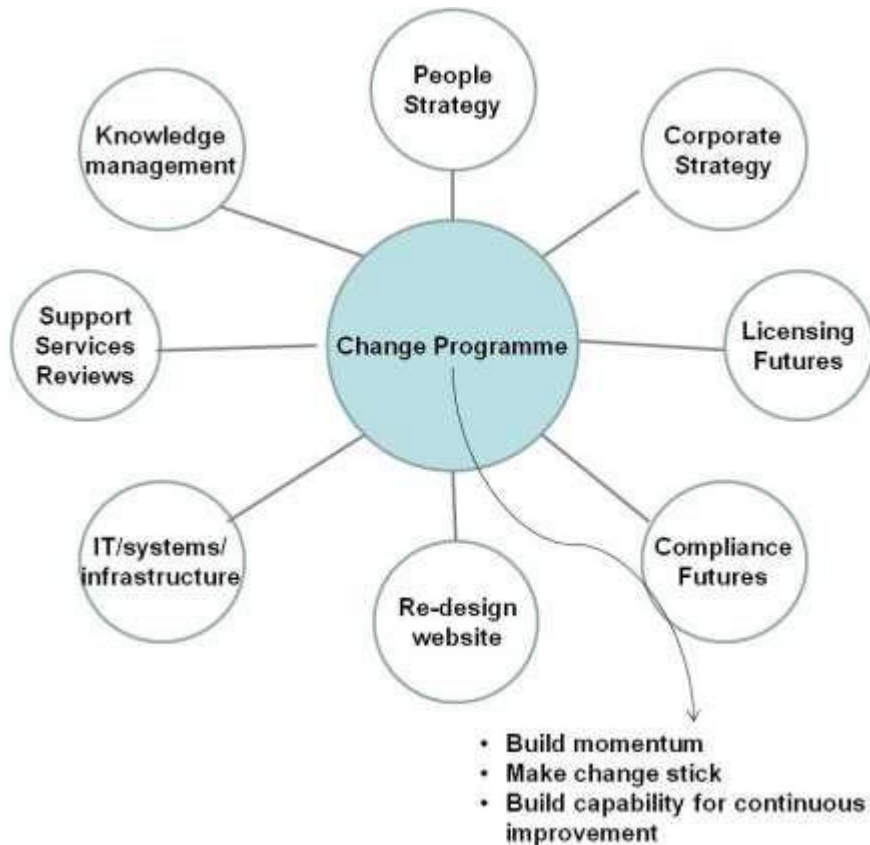 People
Strategy
Knowledge
management
Corporate
Strategy
Support
Services
Reviews
Change Programme
Licensing
Futures
IT/systems/
infrastructure
Compliance
Futures
Re-design
website
• Build momentum
• Make change stick
• Build capability for continuous
improvement